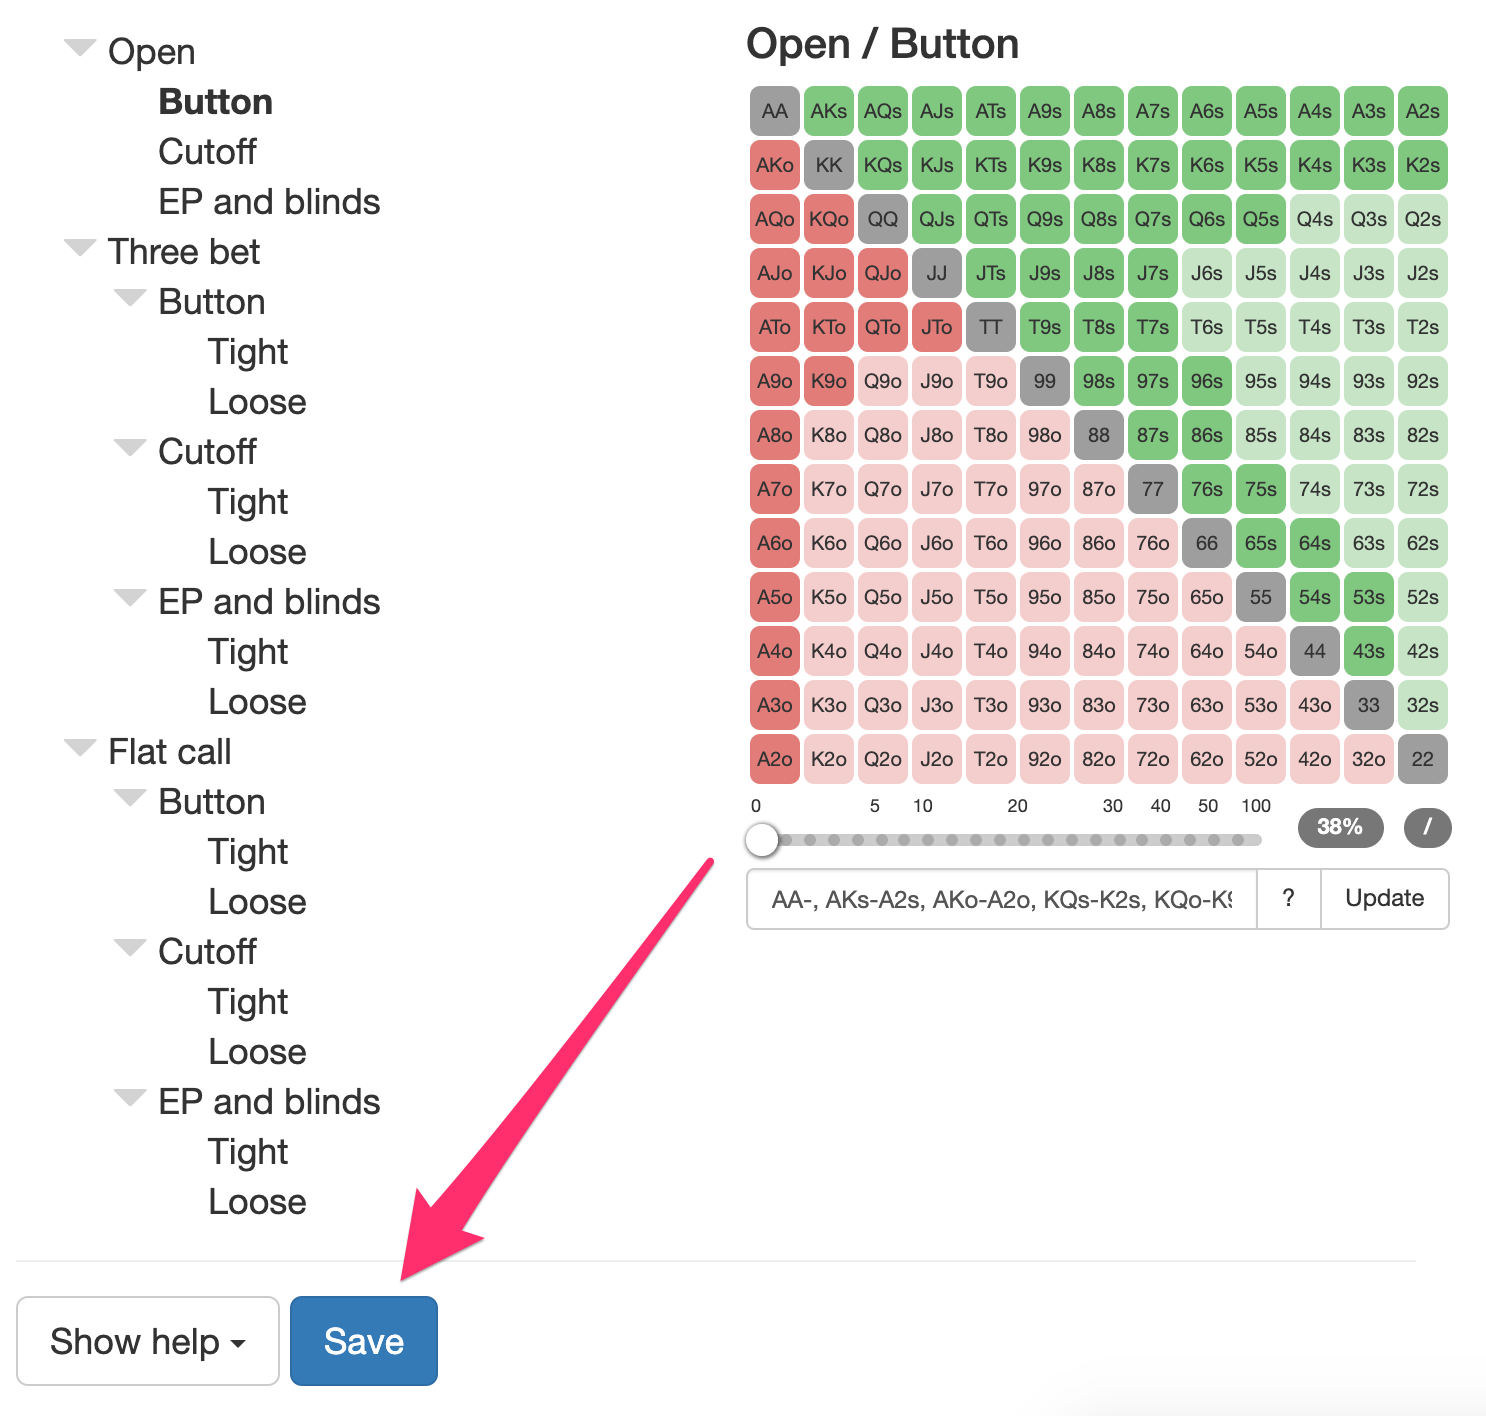 Open
Button
Cutoff
EP and blinds
Three bet
Button
Tight
Loose
Cutoff
Tight
Loose
EP and blinds
Tight
Loose
Flat call
Button
Tight
Loose
Cutoff
Tight
Loose
EP and blinds
Tight
Loose
Show help
Save
Open / Button
AA AKs AQs AJs ATs A9s A8s A7s A6s A5s A4s A3s A2s
AKo KK KQs KJs KTs K9s K8s K7s K6s K5s K4s K3s K2s
AQo KQo QQ QJs QTs Q9s Q8s Q7s Q6s Q5s Q4s Q3s Q2s
AJo KJo QJo JJ JTs J9s J8s J7s J6s J5s J4s J3s J2s
ATo KTo QTo JTo TT T9s T8s T7s T6s T5s T4s T3s T2s
A9o K9o Q9o J9o T9o 99 98s 97s 96s 95s 94s 93s 92s
A8o K8o Q8o J8o T8o 98o 88 87s 86s 85s 84s 83s 82s
A7o K7o Q7o J7o T7o 97o 87o 77 76s 75s 74s 73s 72s
A6o K6o Q6o J6o T6o 96o 86o 76o 66 65s 64s 63s 62s
A5o K5o Q5o J5o T5o 95o 85o 75o 65o 55 54s 53s 52s
A4o K4o Q4o J4o T4o 94o 84o 74o 64o 54o 44 43s 42s
A3o K3o Q3o J3o T3o 93o 83o 73o 63o 53o 43o 33 32s
A2o K2o Q2o J2o T2o 92o 82o 72o 62o 52o 42o 32o 22
0 5 10 20 30 40 50 100
38% /
AA-, AKs-A2s, AKo-A2o, KQs-K2s, KQo-K9 ? Update